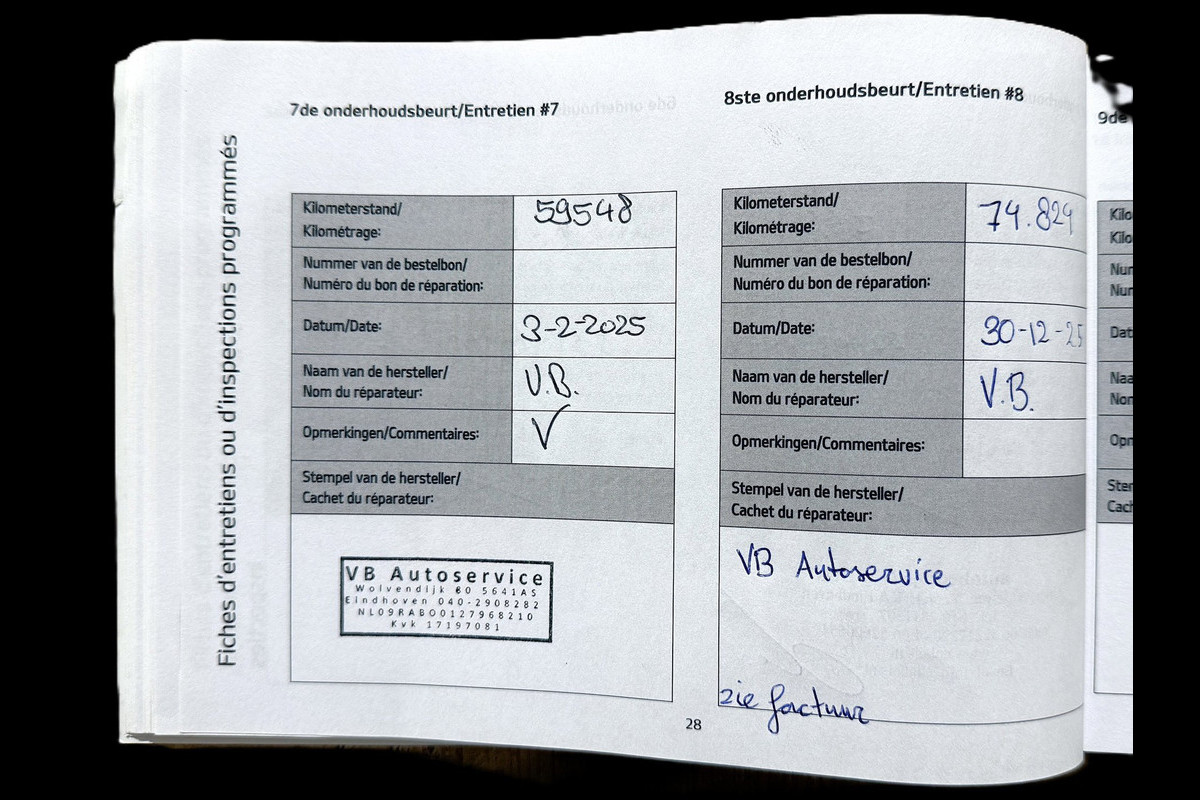 Fiches d'entretiens ou d'inspections programmés
7de onderhoudsbeurt/Entretien #7
Kilometerstand/
Kilométrage:
59548
Nummer van de bestelbon/
Numéro du bon de réparation:
Datum/Date:
3-2-2025
Naam van de hersteller/
Nom du réparateur:
V.B.
Opmerkingen/Commentaires:
V
Stempel van de hersteller/
Cachet du réparateur:
VB Autoservice
Wolvendijk 60 5641AS
Eindhoven 040-2908282
NL09RABO0127968210
Kvk 17197081
28
8ste onderhoudsbeurt/Entretien #8
Kilometerstand/
Kilométrage:
74.829
Nummer van de bestelbon/
Numéro du bon de réparation:
Datum/Date:
30-12-25
Naam van de hersteller/
Nom du réparateur:
V.B.
Opmerkingen/Commentaires:
Stempel van de hersteller/
Cachet du réparateur:
VB Autoservice
zie factuur
9de